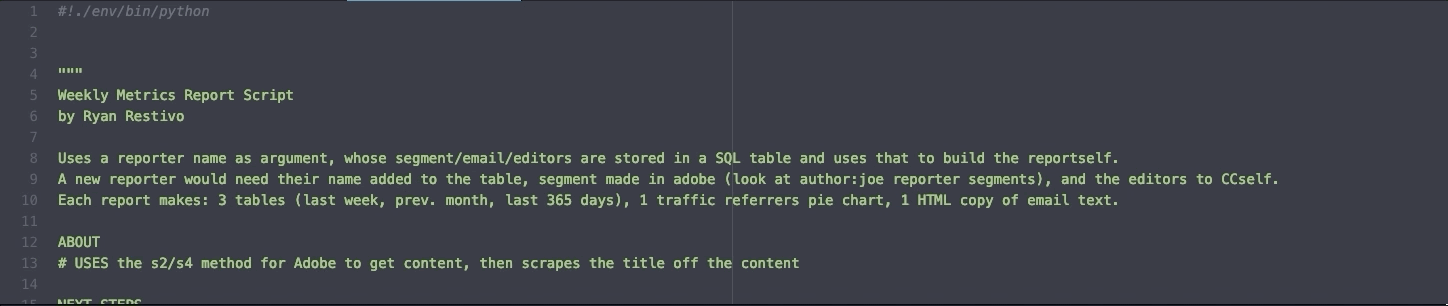 1 #!./env/bin/python
2
3
4 """
5 Weekly Metrics Report Script
6 by Ryan Restivo
7
8 Uses a reporter name as argument, whose segment/email/editors are stored in a SQL table and uses that to build the reportself.
9 A new reporter would need their name added to the table, segment made in adobe (look at author:joe reporter segments), and the editors to CCself.
10 Each report makes: 3 tables (last week, prev. month, last 365 days), 1 traffic referrers pie chart, 1 HTML copy of email text.
11
12 ABOUT
13 # USES the s2/s4 method for Adobe to get content, then scrapes the title off the content
14
15 NEXT STEPS